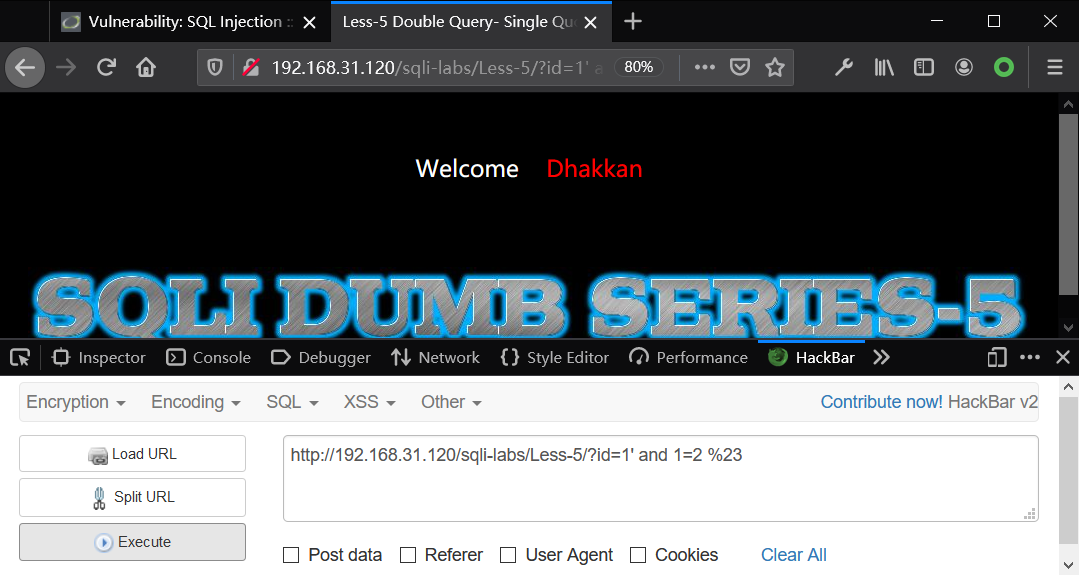 Vulnerability: SQL Injection ::
Less-5 Double Query- Single Qu
192.168.31.120/sqli-labs/Less-5/?id=1' a
80%
Welcome Dhakkan
SQLI DUMB SERIES-5
Inspector Console Debugger Network Style Editor Performance HackBar
Encryption Encoding SQL XSS Other Contribute now! HackBar v2
Load URL
http://192.168.31.120/sqli-labs/Less-5/?id=1' and 1=2 %23
Split URL
Execute
Post data Referer User Agent Cookies Clear All